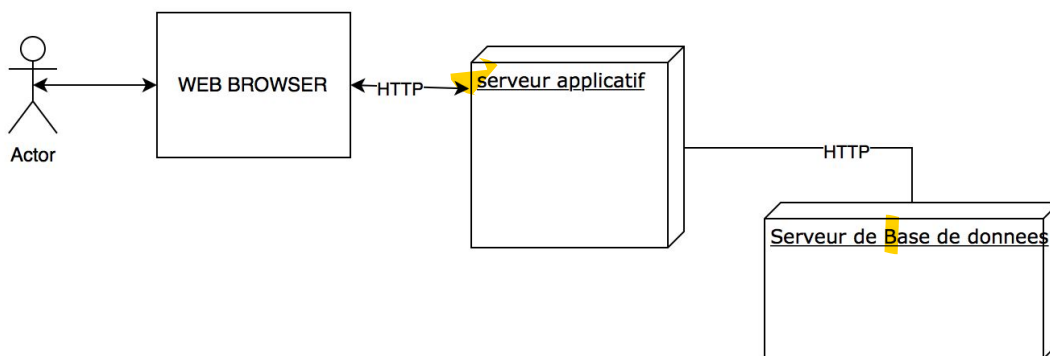 Actor
WEB BROWSER
HTTP
serveur applicatif
HTTP
Serveur de Base de donnees